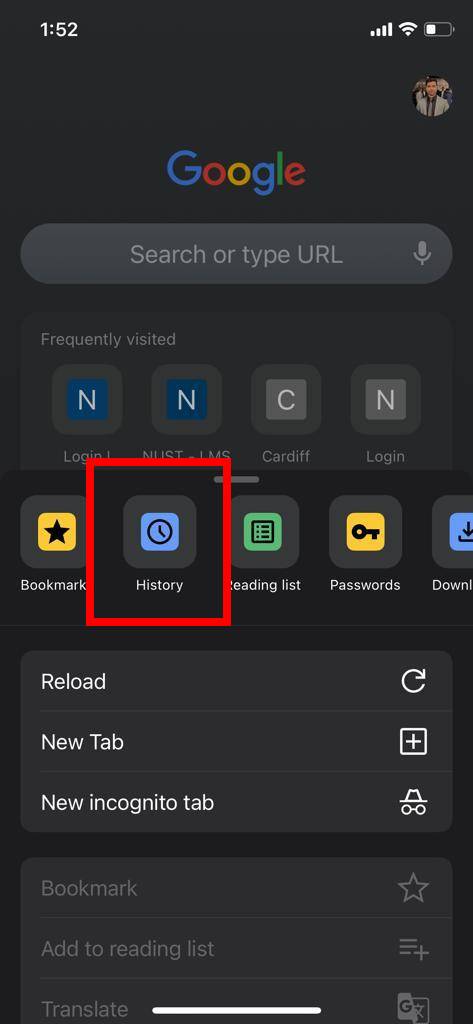 1:52
Google
Search or type URL
Frequently visited
N
N
C
N
Login
NUST - LMS
Cardiff
Login
Bookmark
History
eading list
Passwords
Downl
Reload
New Tab
New incognito tab
Bookmark
Add to reading list
Translate
G